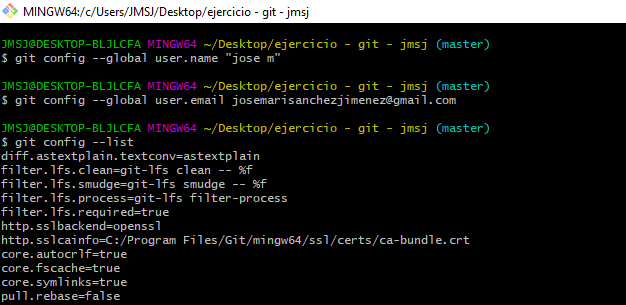 MINGW64:/c/Users/JMSJ/Desktop/ejercicio - git - jmsj
JMSJ@DESKTOP-BLJLCFA MINGW64 ~/Desktop/ejercicio - git - jmsj (master)
$ git config --global user.name "jose m"
JMSJ@DESKTOP-BLJLCFA MINGW64 ~/Desktop/ejercicio - git - jmsj (master)
$ git config --global user.email josemarisanchezjimenez@gmail.com
JMSJ@DESKTOP-BLJLCFA MINGW64 ~/Desktop/ejercicio - git - jmsj (master)
$ git config --list
diff.astextplain.textconv=astextplain
filter.lfs.clean=git-lfs clean -- %f
filter.lfs.smudge=git-lfs smudge -- %f
filter.lfs.process=git-lfs filter-process
filter.lfs.required=true
http.sslbackend=openssl
http.sslcainfo=C:/Program Files/Git/mingw64/ssl/certs/ca-bundle.crt
core.autocrlf=true
core.fscache=true
core.symlinks=true
pull.rebase=false